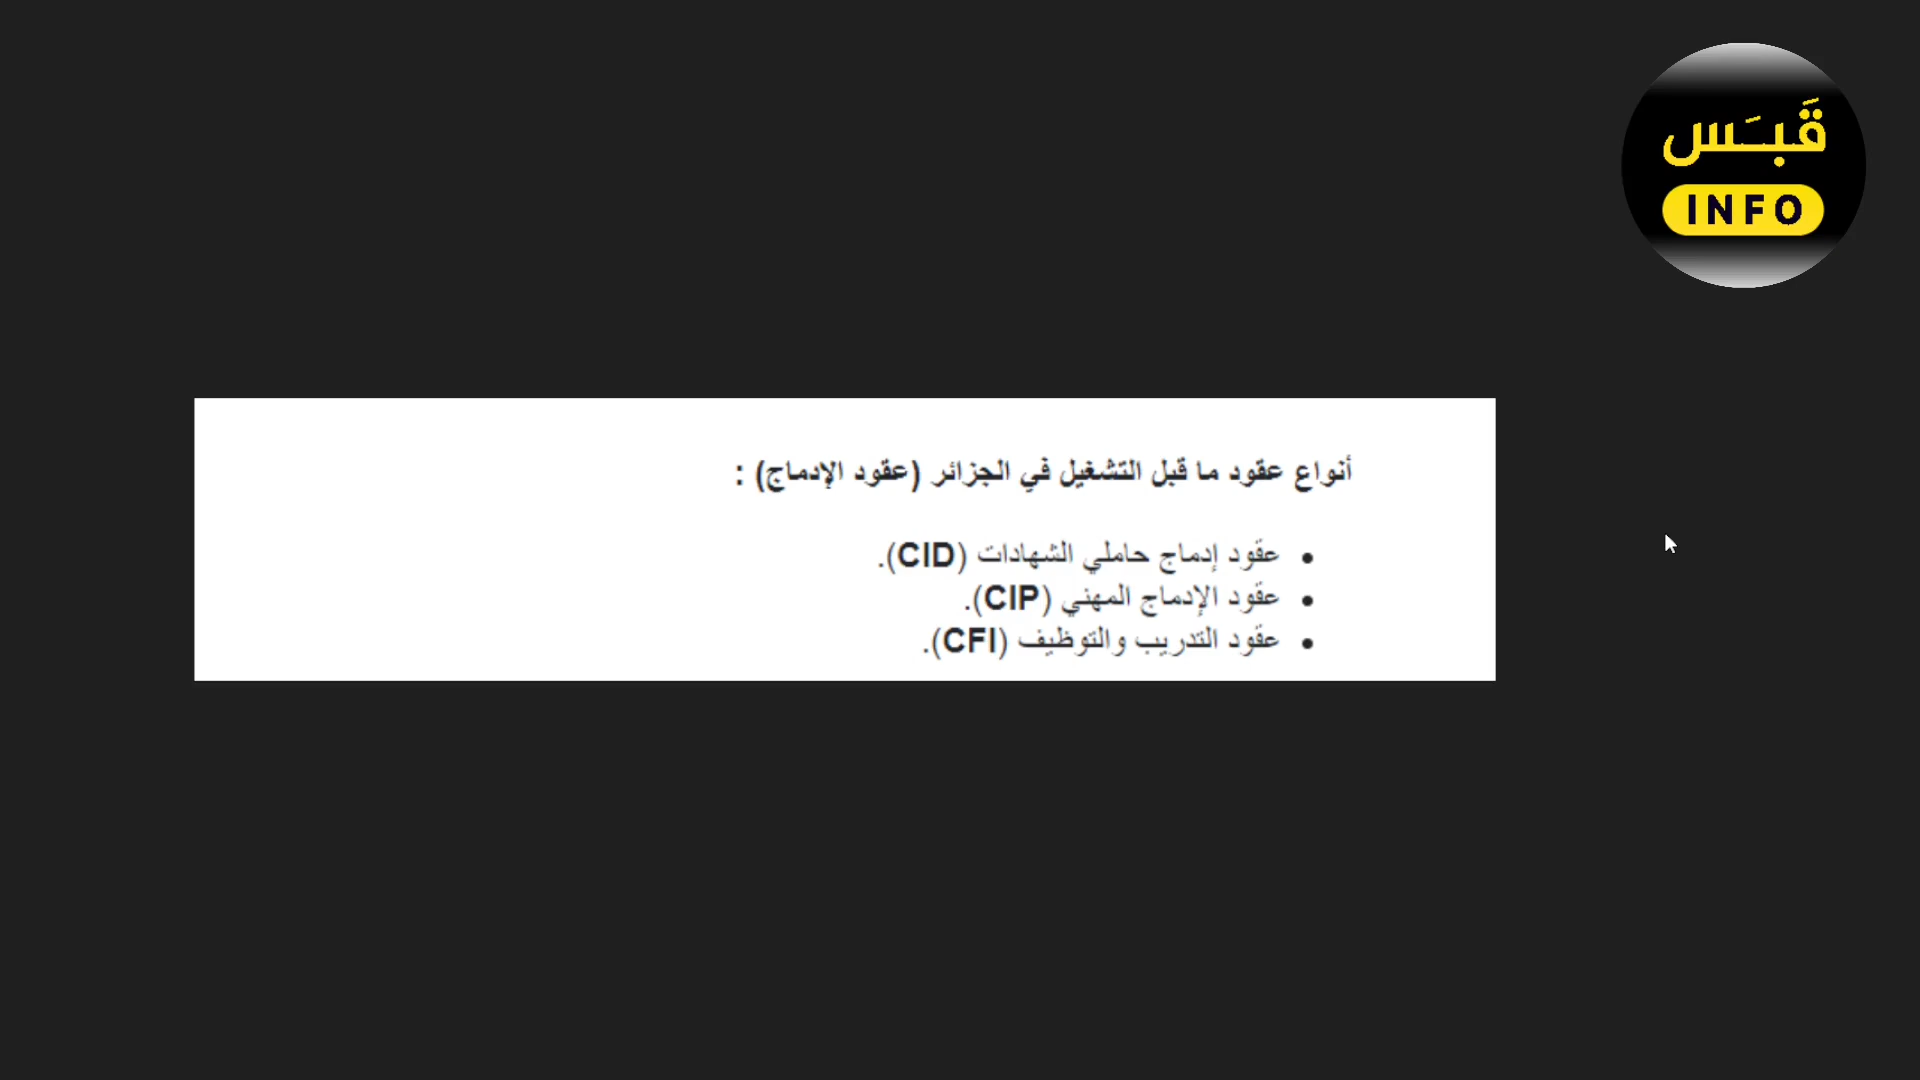 قَبَس
INFO
أنواع عقود ما قبل التشغيل في الجزائر (عقود الإدماج) :
• عقود إدماج حاملي الشهادات (CID).
• عقود الإدماج المهني (CIP).
• عقود التدريب والتوظيف (CFI).